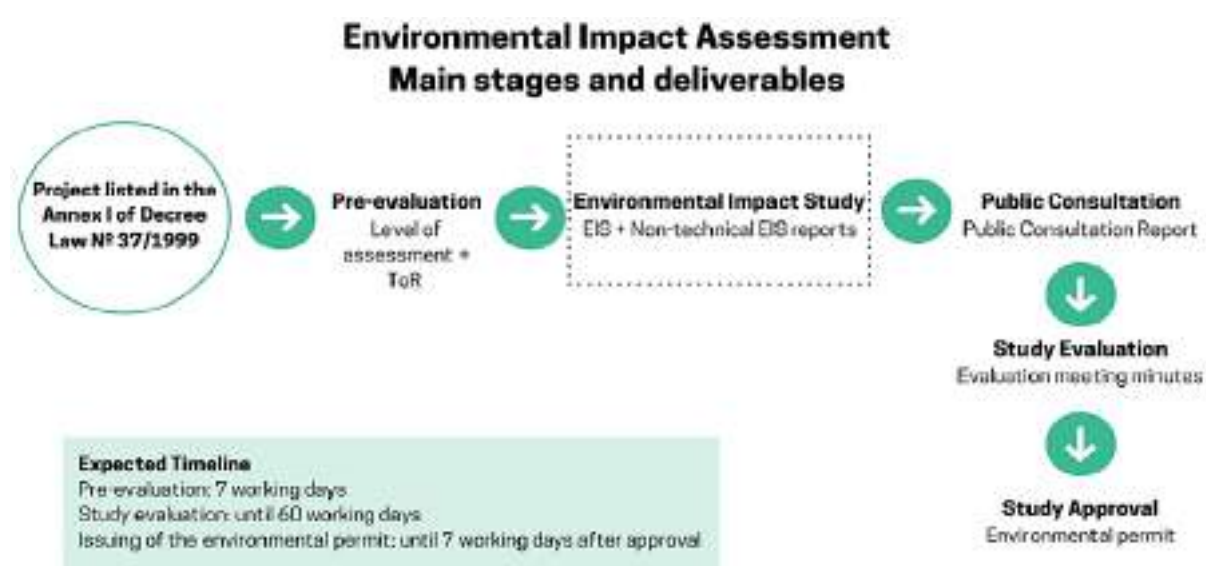 Environmental Impact Assessment
Main stages and deliverables
Project listed in the
Annex I of Decree
Law Nº 37/1999
Pre-evaluation
Level of
assessment +
ToR
Environmental Impact Study
EIS + Non-technical EIS reports
Public Consultation
Public Consultation Report
Study Evaluation
Evaluation meeting minutes
Study Approval
Environmental permit
Expected Timeline
Pre-evaluation: 7 working days
Study evaluation: until 60 working days
Issuing of the environmental permit: until 7 working days after approval